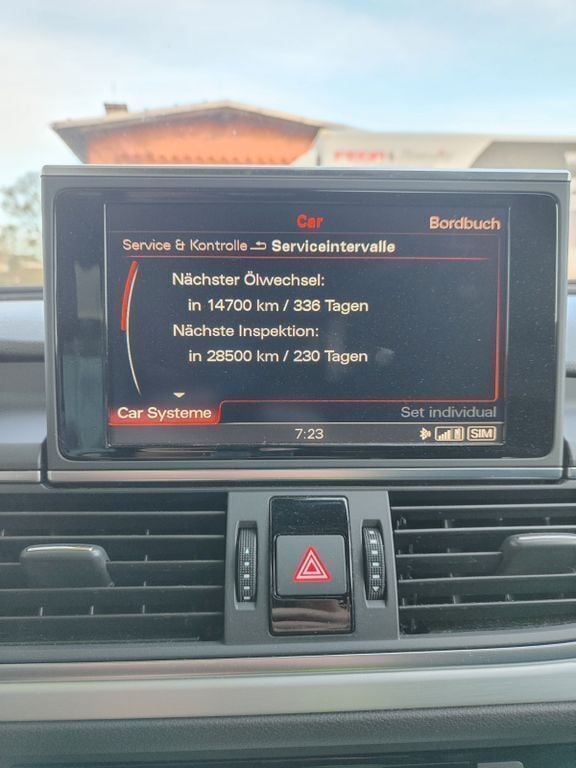 Car
Bordbuch
Service & Kontrolle Serviceintervalle
Nächster Ölwechsel:
in 14700 km / 336 Tagen
Nächste Inspektion:
in 28500 km / 230 Tagen
Car Systeme
Set individual
7:23
SIM